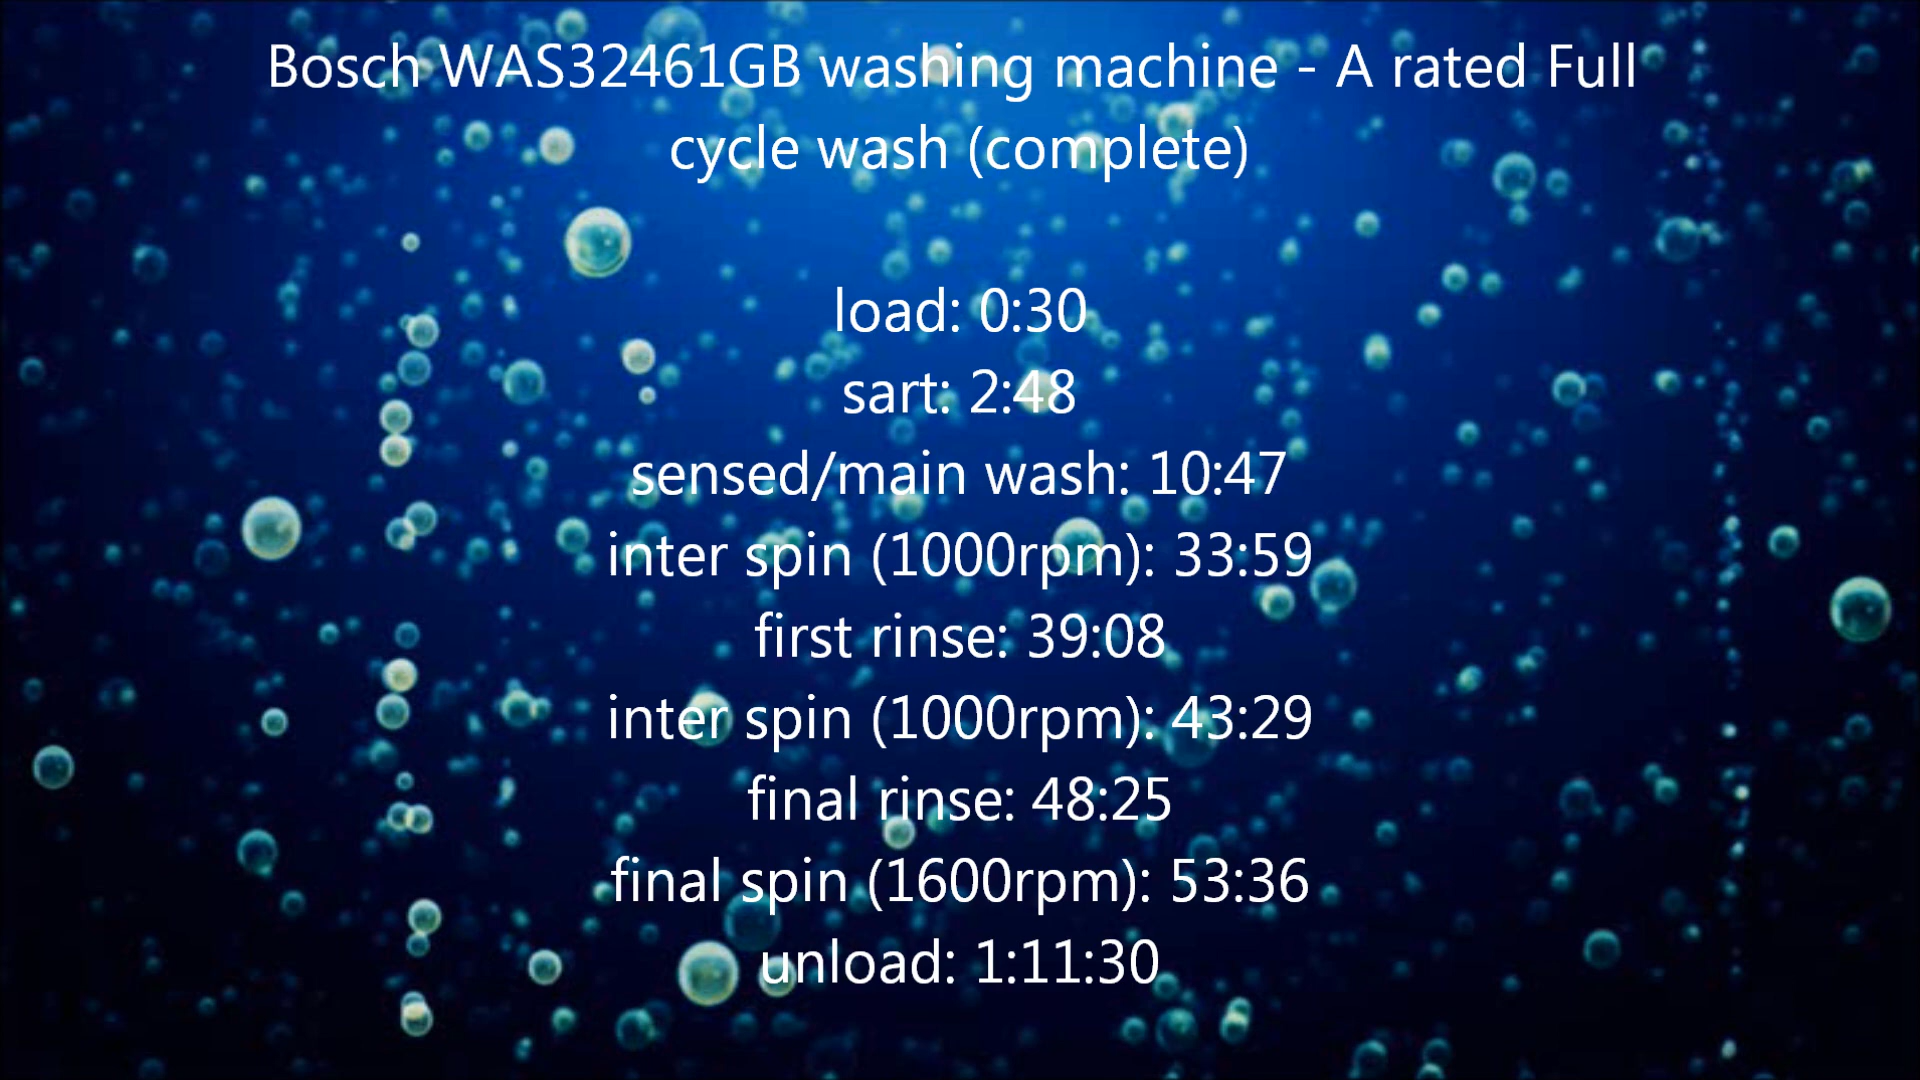 Bosch WAS32461GB washing machine - A rated Full
cycle wash (complete)
load: 0:30
sart: 2:48
sensed/main wash: 10:47
inter spin (1000rpm): 33:59
first rinse: 39:08
inter spin (1000rpm): 43:29
final rinse: 48:25
final spin (1600rpm): 53:36
unload: 1:11:30